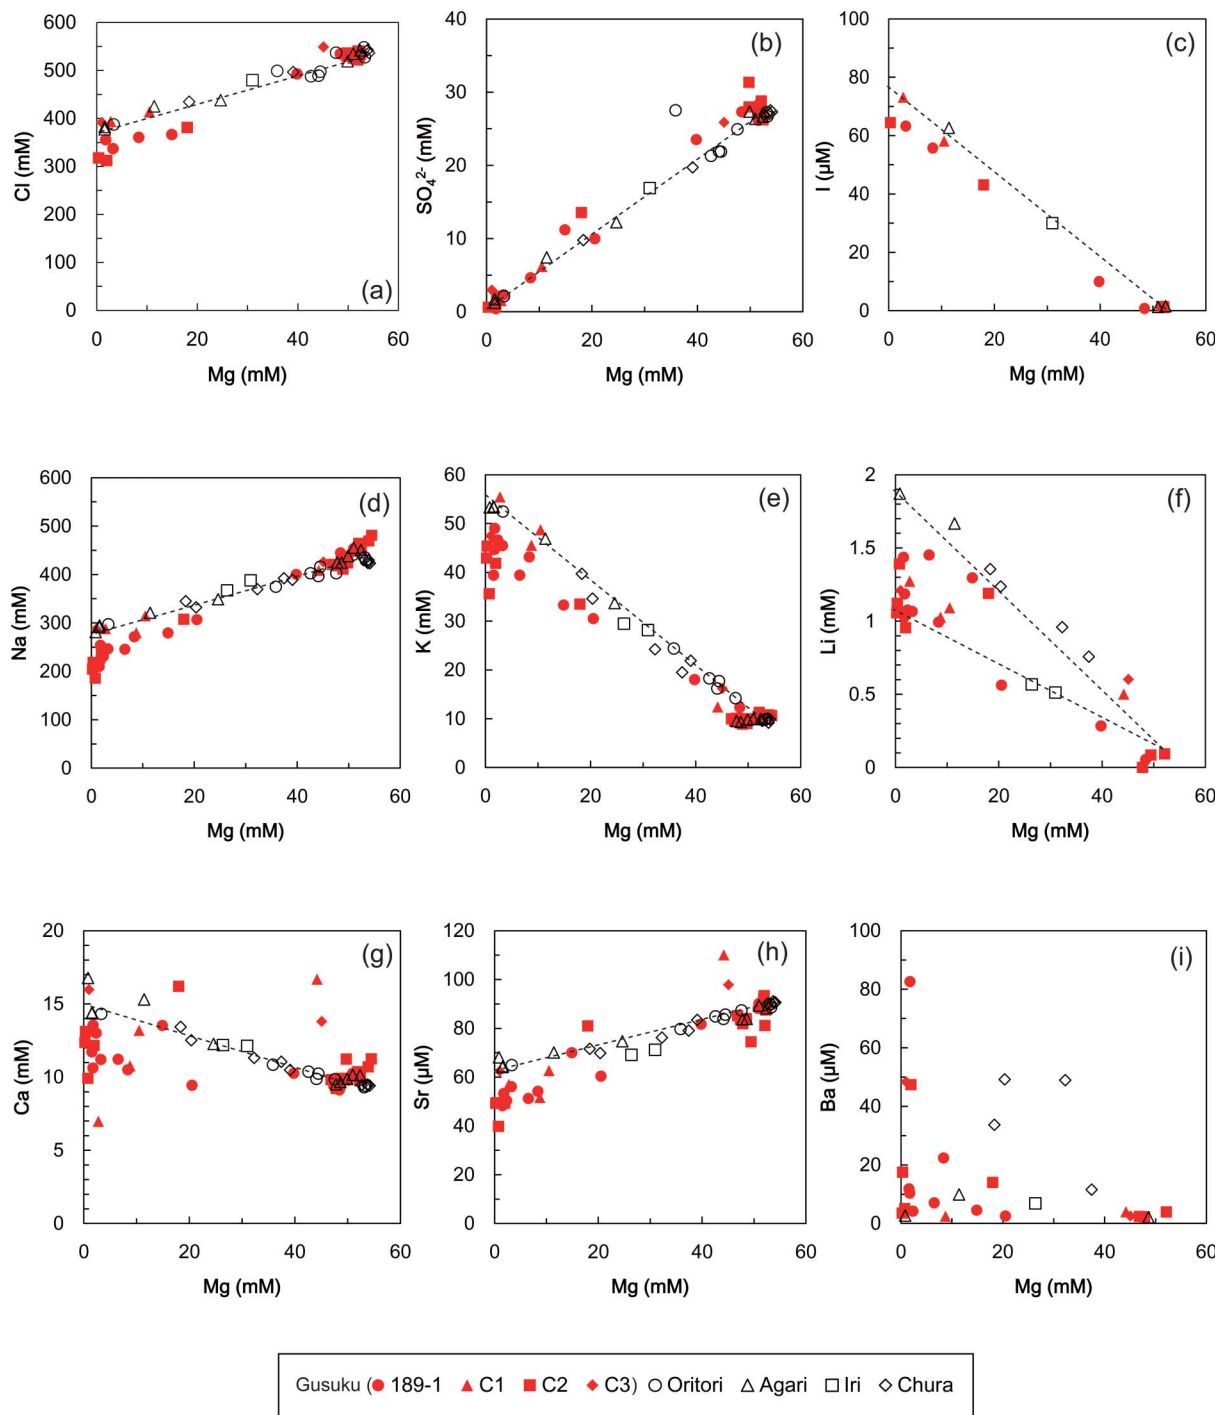 600
500
400
300
200
100
0
Cl (mM)
(a)
0 20 40 60
Mg (mM)
40
30
20
10
0
SO₄²⁻ (mM)
(b)
0 20 40 60
Mg (mM)
100
80
60
40
20
0
I (µM)
(c)
0 20 40 60
Mg (mM)
600
500
400
300
200
100
0
Na (mM)
(d)
0 20 40 60
Mg (mM)
60
50
40
30
20
10
0
K (mM)
(e)
0 20 40 60
Mg (mM)
2
1.5
1
0.5
0
Li (mM)
(f)
0 20 40 60
Mg (mM)
20
15
10
5
0
Ca (mM)
(g)
0 20 40 60
Mg (mM)
120
100
80
60
40
20
0
Sr (µM)
(h)
0 20 40 60
Mg (mM)
100
80
60
40
20
0
Ba (µM)
(i)
0 20 40 60
Mg (mM)
Gusuku (189-1 C1 C2 C3) Oritori Agari Iri Chura